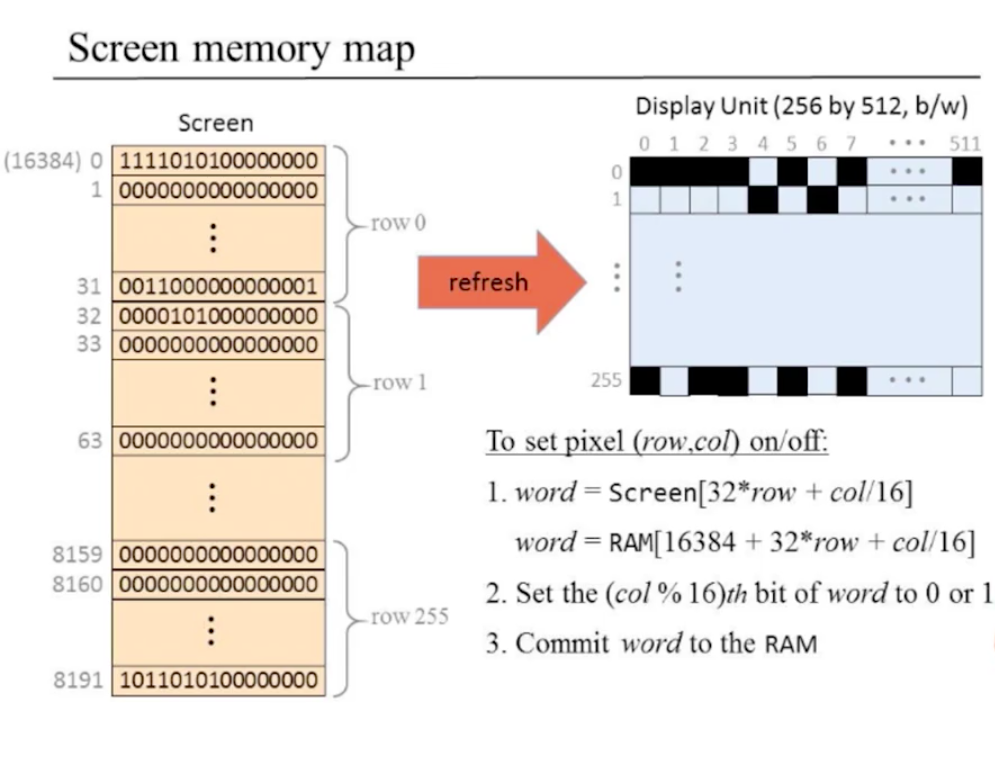 Screen memory map
Screen
(16384) 0 1111010100000000
1 0000000000000000
⋮
row 0
31 0011000000000001
32 0000101000000000
33 0000000000000000
⋮
row 1
63 0000000000000000
⋮
8159 0000000000000000
8160 0000000000000000
⋮
row 255
8191 1011010100000000
refresh
Display Unit (256 by 512, b/w)
0 1 2 3 4 5 6 7 ··· 511
0 ···
1 ···
⋮ ⋮
255 ···
To set pixel (row,col) on/off:
1. word = Screen[32*row + col/16]
word = RAM[16384 + 32*row + col/16]
2. Set the (col % 16)th bit of word to 0 or 1
3. Commit word to the RAM